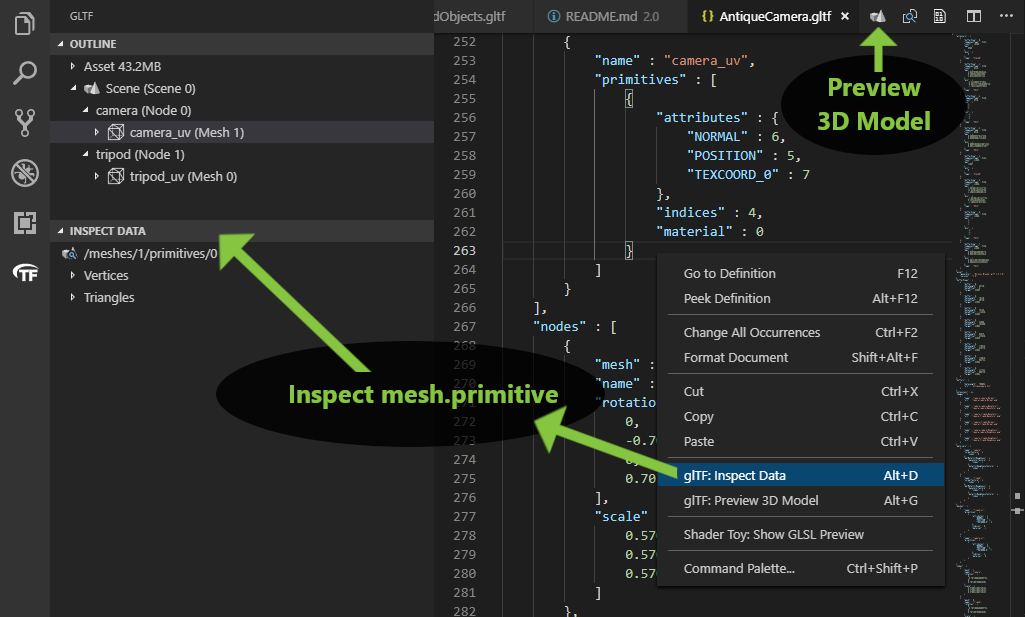 GLTF
OUTLINE
Asset 43.2MB
Scene (Scene 0)
camera (Node 0)
camera_uv (Mesh 1)
tripod (Node 1)
tripod_uv (Mesh 0)
INSPECT DATA
/meshes/1/primitives/0
Vertices
Triangles
TF
dObjects.gltf
README.md 2.0
{} AntiqueCamera.gltf ×
Preview
3D Model
252 {
253 "name" : "camera_uv",
254 "primitives" : [
255 {
256 "attributes" : {
257 "NORMAL" : 6,
258 "POSITION" : 5,
259 "TEXCOORD_0" : 7
260 },
261 "indices" : 4,
262 "material" : 0
263 }
264 ]
265 }
266 ],
267 "nodes" : [
268 {
269 "mesh" :
270 "name" :
271 "rotatio
272 0,
273 -0.70
274 0,
275 0.70
276 ],
277 "scale"
278 0.57
279 0.57
280 0.57
281 ]
282 },
Inspect mesh.primitive
Go to Definition F12
Peek Definition Alt+F12
Change All Occurrences Ctrl+F2
Format Document Shift+Alt+F
Cut Ctrl+X
Copy Ctrl+C
Paste Ctrl+V
glTF: Inspect Data Alt+D
glTF: Preview 3D Model Alt+G
Shader Toy: Show GLSL Preview
Command Palette... Ctrl+Shift+P